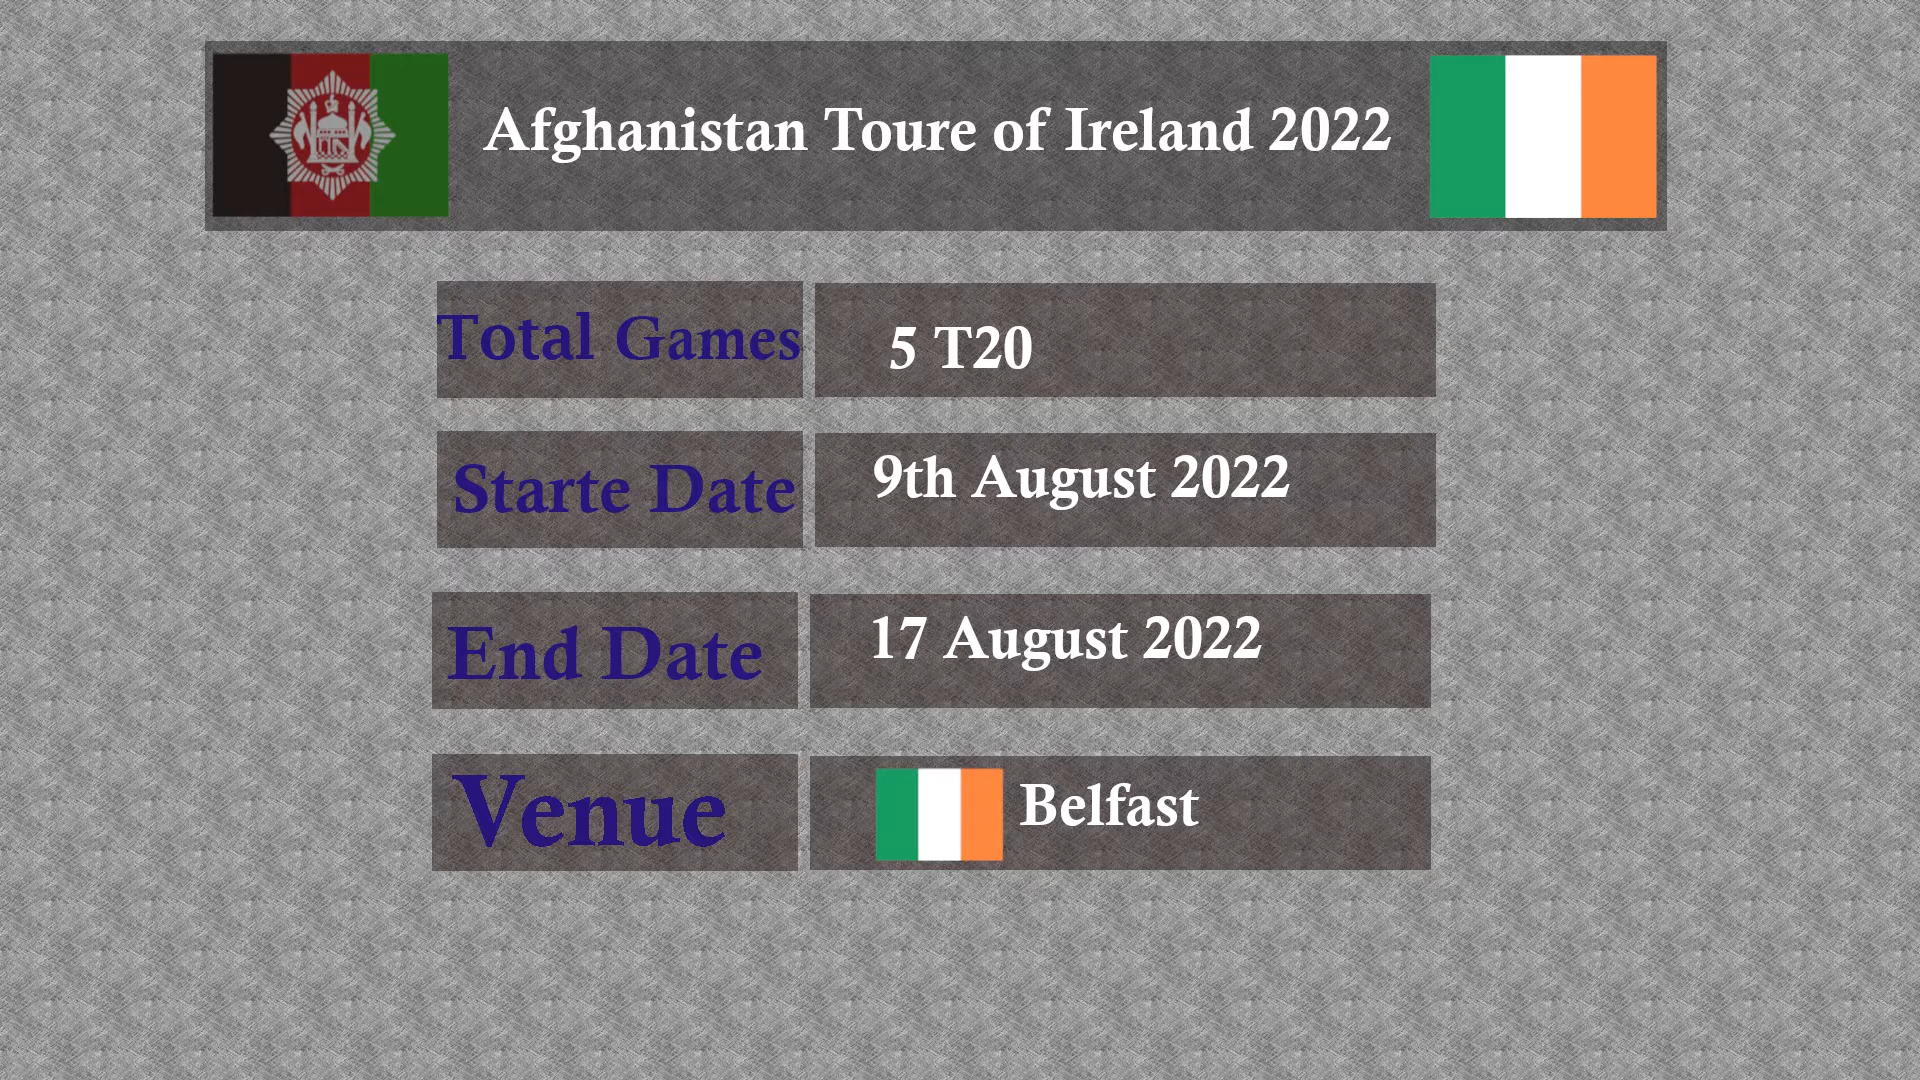 Afghanistan Toure of Ireland 2022
Total Games 5 T20
Starte Date 9th August 2022
End Date 17 August 2022
Venue Belfast